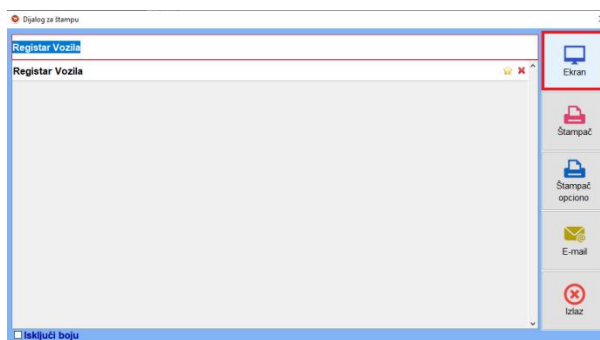 Dijalog za štampu
Registar Vozila
Registar Vozila
Ekran
Štampač
Štampač
opciono
E-mail
Izlaz
Isključi boju